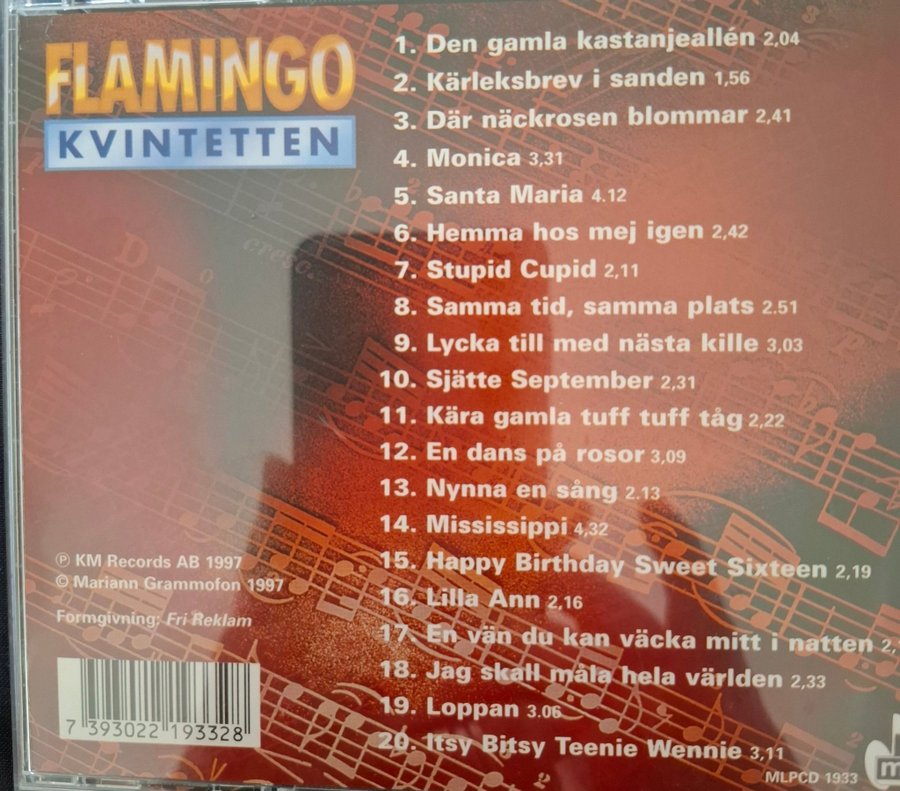 FLAMINGO
KVINTETTEN
1. Den gamla kastanjeallén 2,04
2. Kärleksbrev i sanden 1,56
3. Där näckrosen blommar 2,41
4. Monica 3,31
5. Santa Maria 4.12
6. Hemma hos mej igen 2,42
7. Stupid Cupid 2,11
8. Samma tid, samma plats 2.51
9. Lycka till med nästa kille 3,03
10. Sjätte September 2,31
11. Kära gamla tuff tuff tåg 2,22
12. En dans på rosor 3,09
13. Nynna en sång 2.13
14. Mississippi 4,32
15. Happy Birthday Sweet Sixteen 2,19
16. Lilla Ann 2,16
17. En vän du kan väcka mitt i natten
18. Jag skall måla hela världen 2,33
19. Loppan 3.06
20. Itsy Bitsy Teenie Wennie 3,11
MLPCD 1933
℗ KM Records AB 1997
© Mariann Grammofon 1997
Formgivning: Fri Reklam
7 393022 193328
cresc.